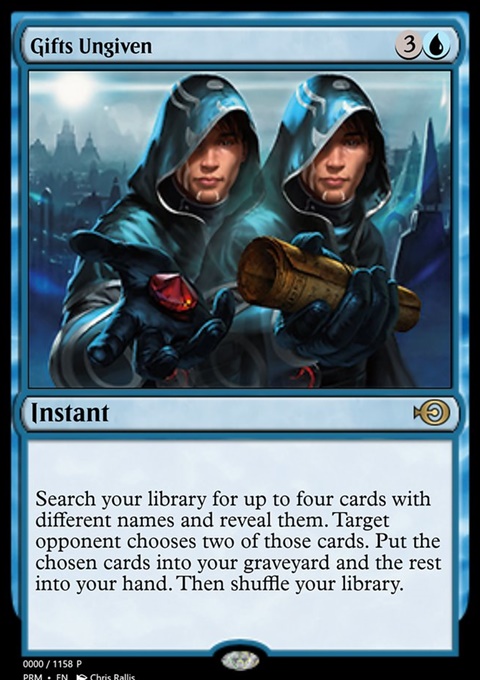 Gifts Ungiven 3
Instant
Search your library for up to four cards with
different names and reveal them. Target
opponent chooses two of those cards. Put the
chosen cards into your graveyard and the rest
into your hand. Then shuffle your library.
0000 / 1158 P
PRM • EN Chris Rallis